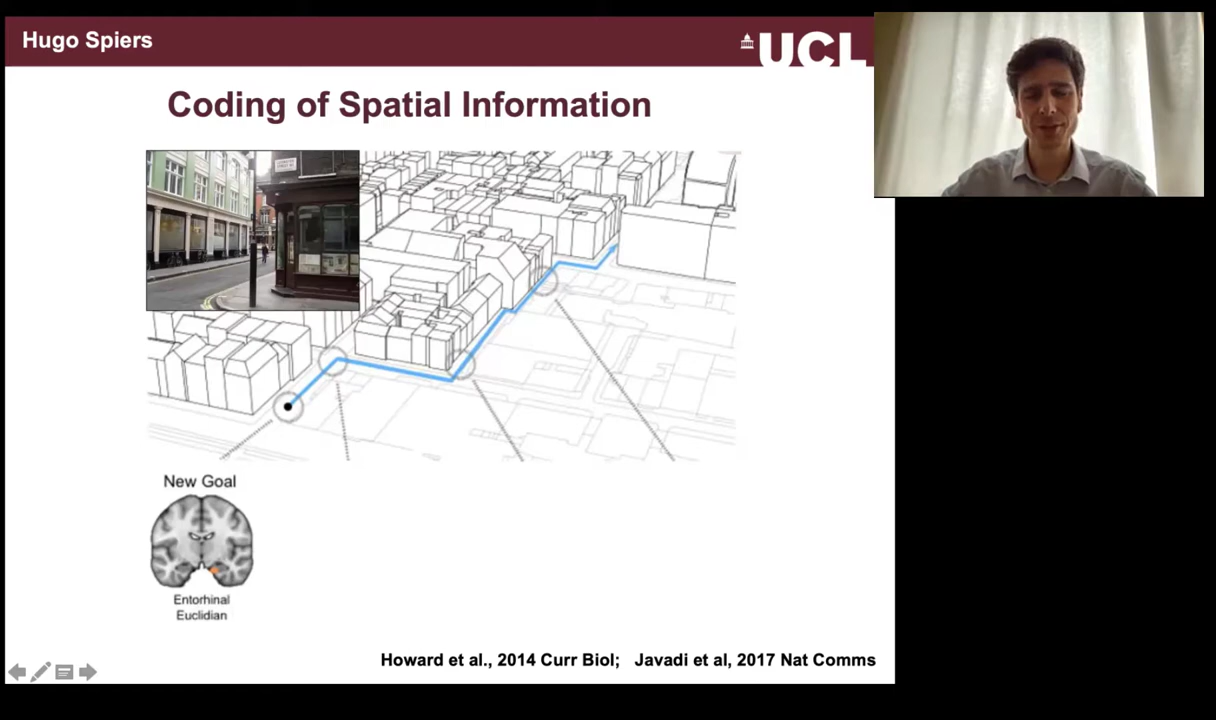 Hugo Spiers
UCL
Coding of Spatial Information
New Goal
Entorhinal
Euclidian
Howard et al., 2014 Curr Biol; Javadi et al, 2017 Nat Comms